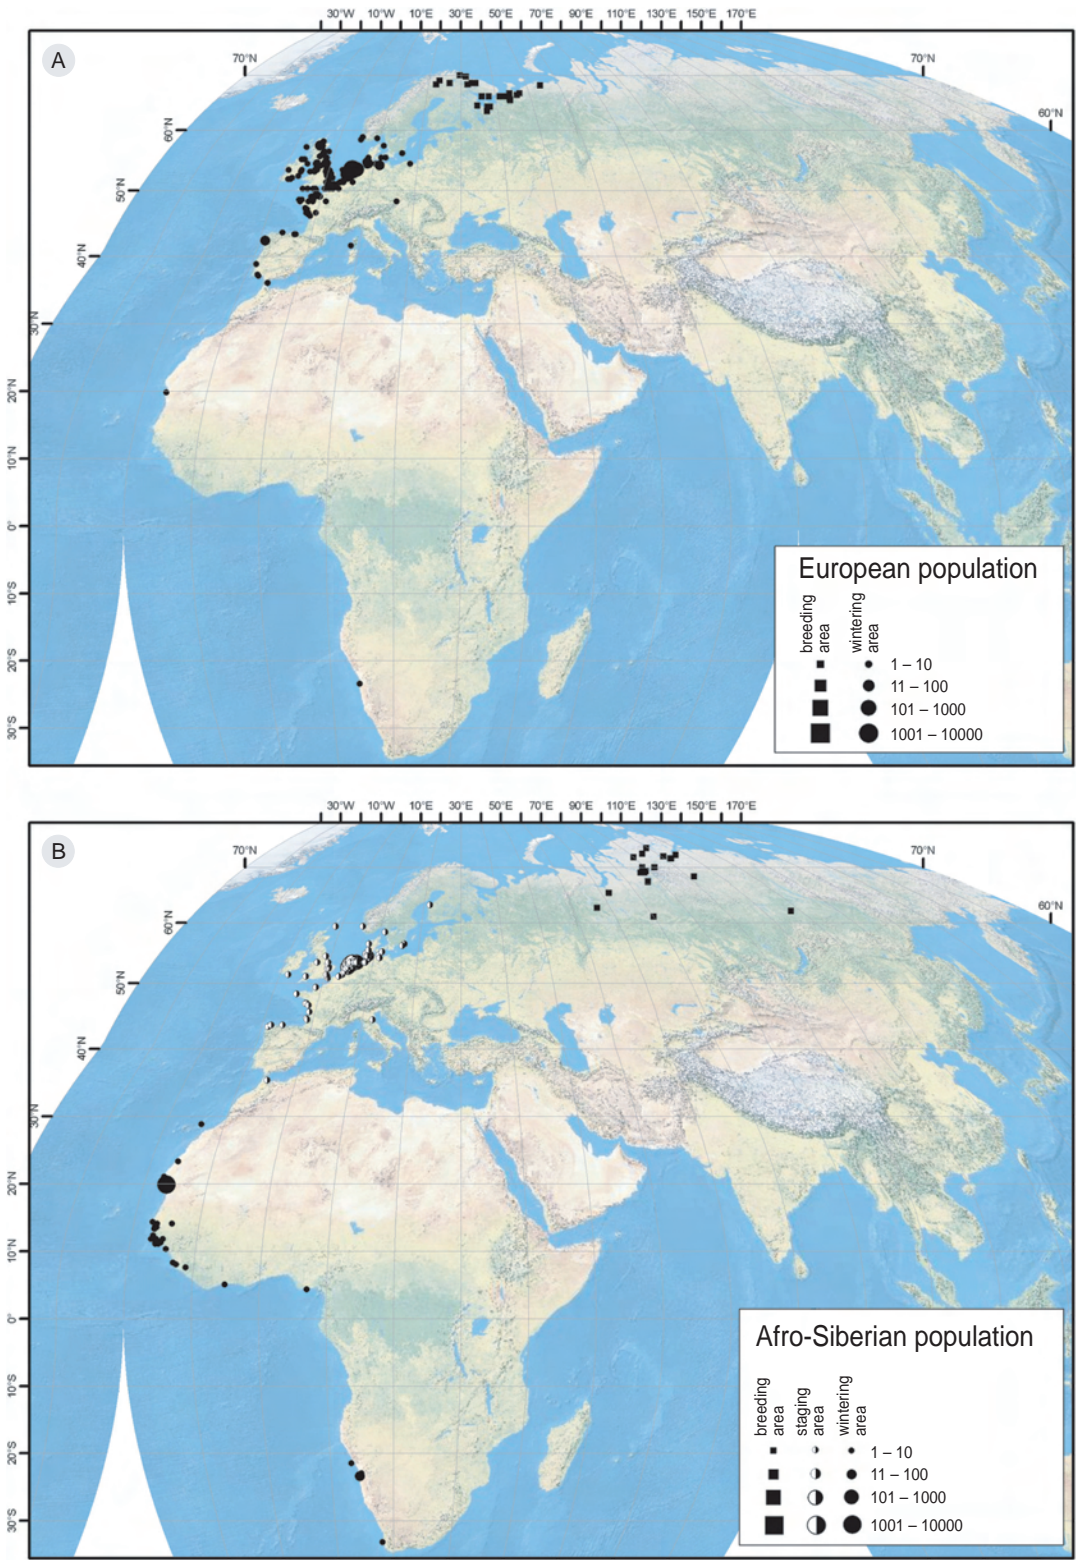 30°W 10°W 10°E 30°E 50°E 70°E 90°E 110°E 130°E 150°E 170°E
A
70°N
70°N
60°N
60°N
50°N
40°N
30°N
20°N
10°N
0°
10°S
20°S
30°S
European population
breeding area
wintering area
1 – 10
11 – 100
101 – 1000
1001 – 10000
30°W 10°W 10°E 30°E 50°E 70°E 90°E 110°E 130°E 150°E 170°E
B
70°N
70°N
60°N
60°N
50°N
40°N
30°N
20°N
10°N
0°
10°S
20°S
30°S
Afro-Siberian population
breeding area
staging area
wintering area
1 – 10
11 – 100
101 – 1000
1001 – 10000